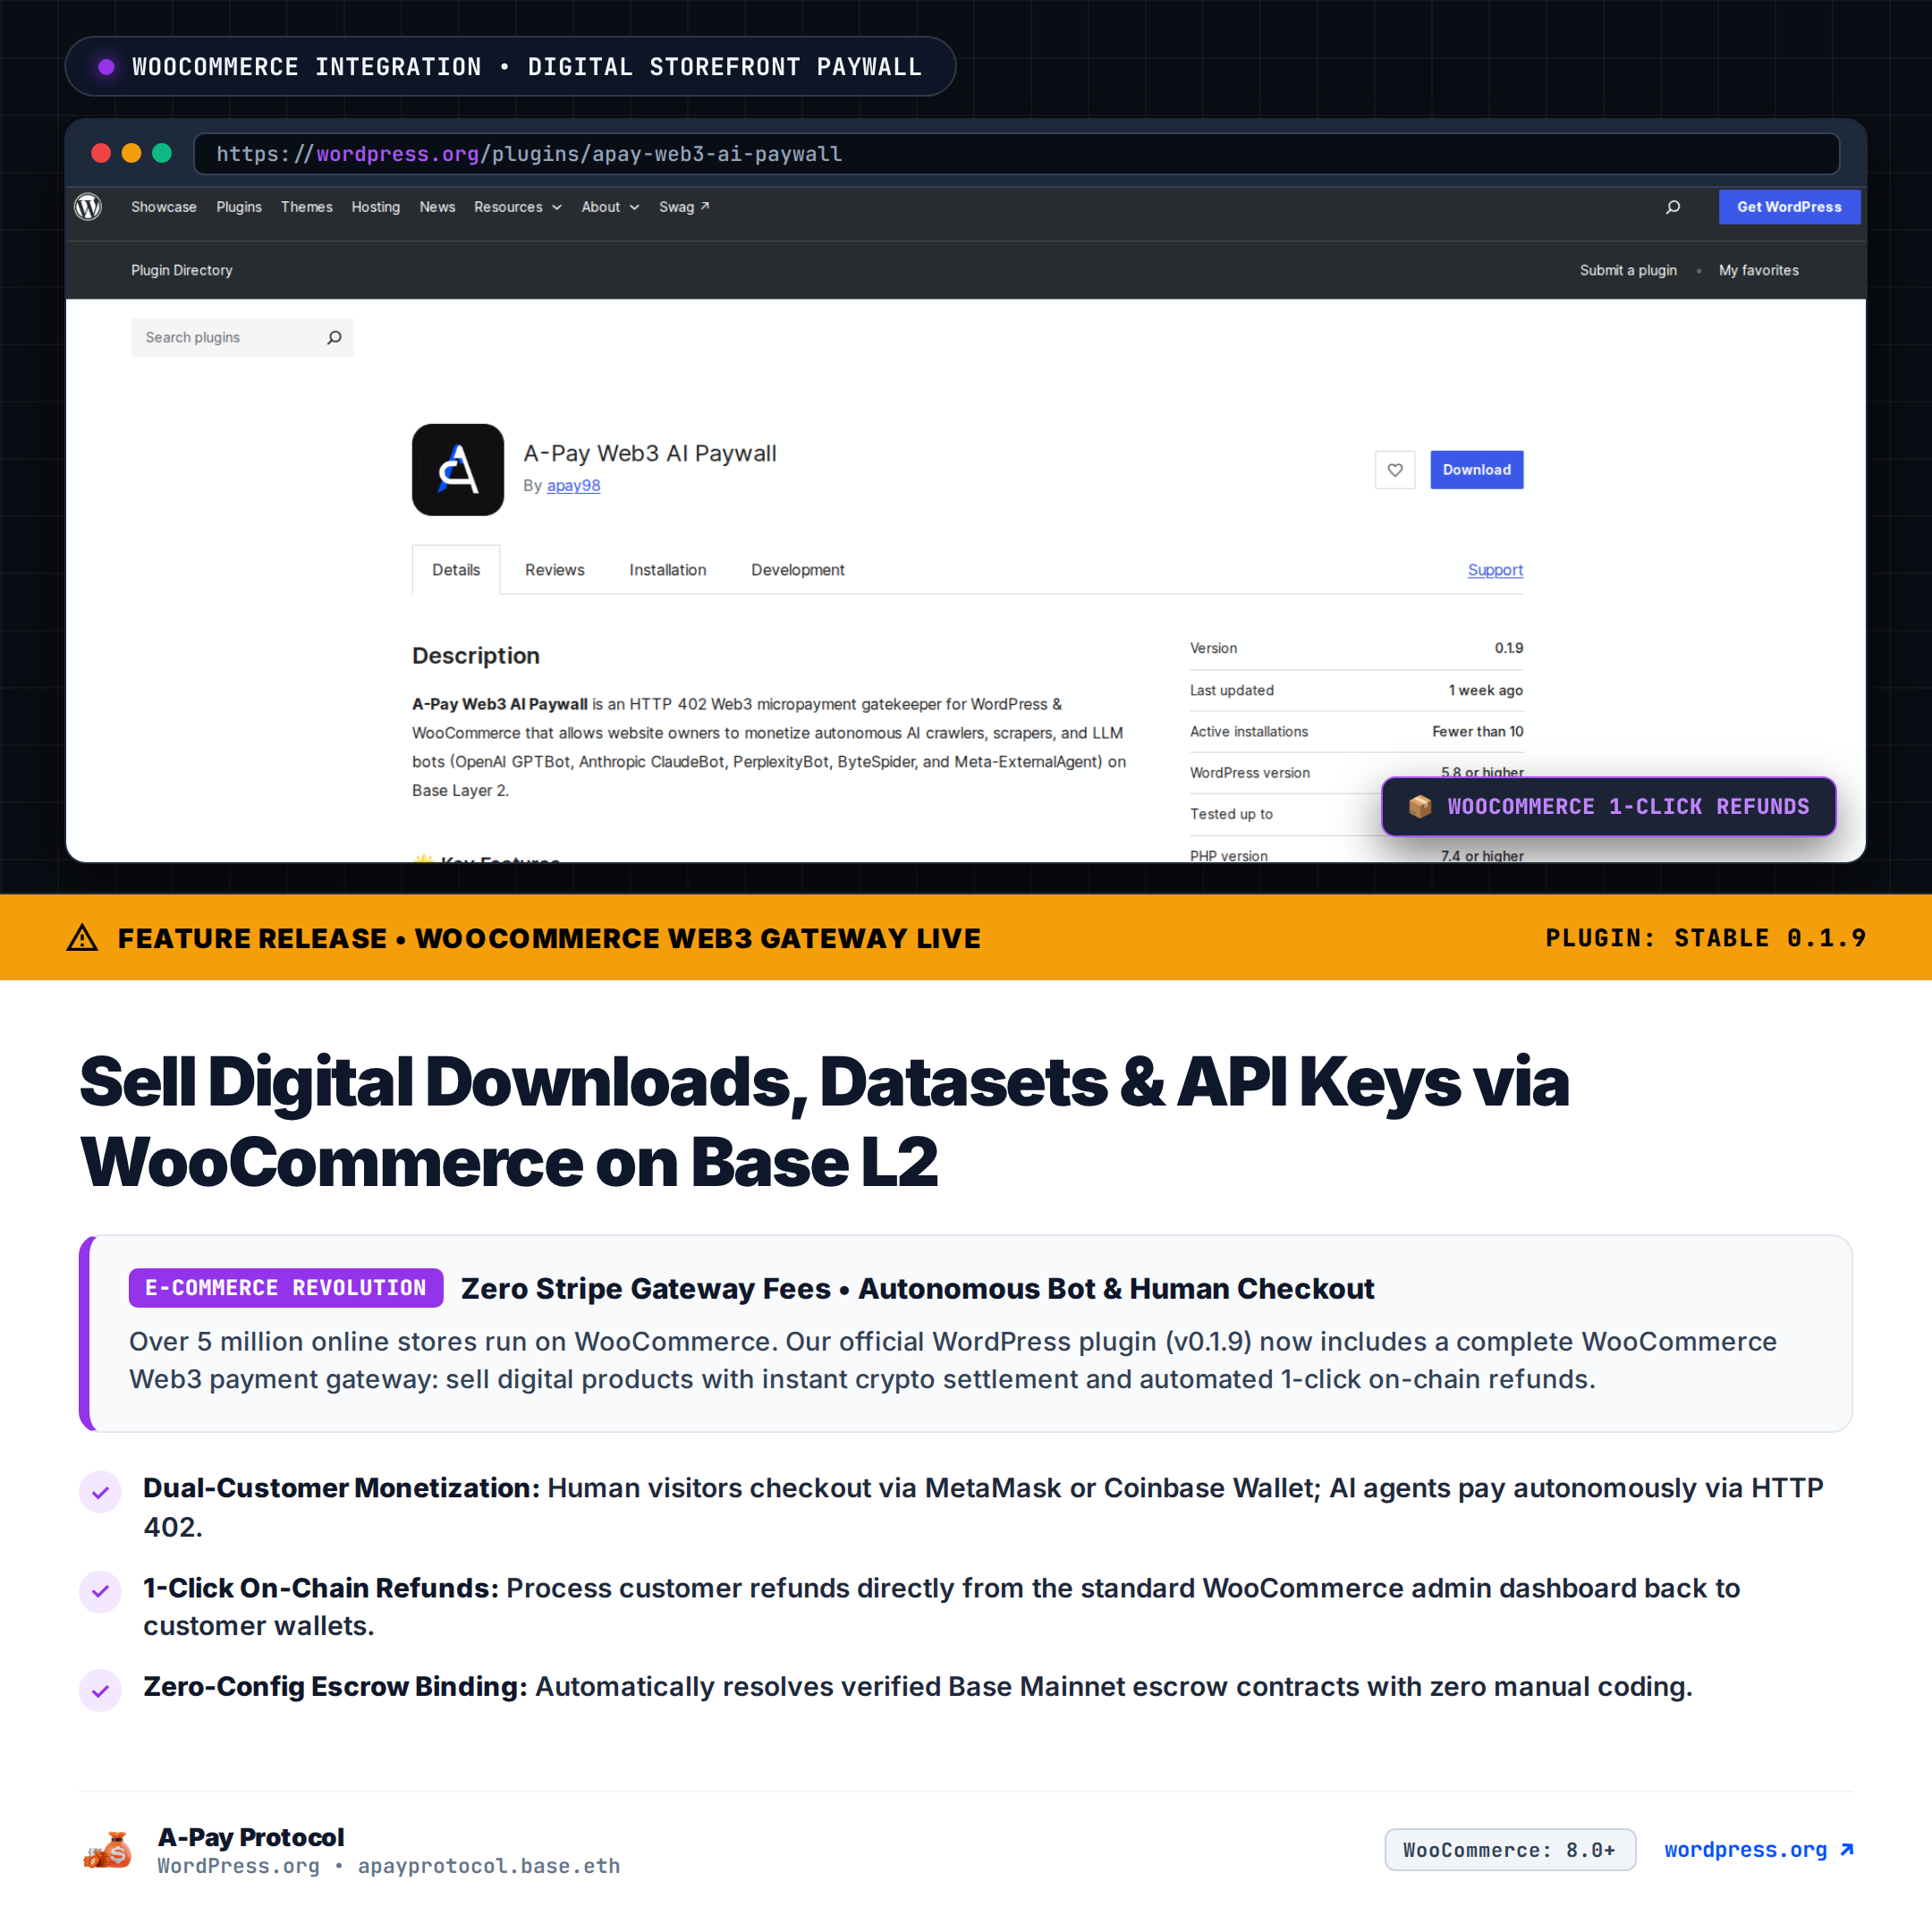 WOOCOMMERCE INTEGRATION • DIGITAL STOREFRONT PAYWALL
https://wordpress.org/plugins/apay-web3-ai-paywall
Showcase Plugins Themes Hosting News Resources About Swag ↗ Get WordPress
Plugin Directory Submit a plugin • My favorites
Search plugins
A-Pay Web3 AI Paywall
By apay98
Download
Details Reviews Installation Development Support
Description
A-Pay Web3 AI Paywall is an HTTP 402 Web3 micropayment gatekeeper for WordPress &
WooCommerce that allows website owners to monetize autonomous AI crawlers, scrapers, and LLM
bots (OpenAI GPTBot, Anthropic ClaudeBot, PerplexityBot, ByteSpider, and Meta-ExternalAgent) on
Base Layer 2.
🌟 Key Features
Version 0.1.9
Last updated 1 week ago
Active installations Fewer than 10
WordPress version 5.8 or higher
Tested up to
PHP version 7.4 or higher
📦 WOOCOMMERCE 1-CLICK REFUNDS
⚠ FEATURE RELEASE • WOOCOMMERCE WEB3 GATEWAY LIVE PLUGIN: STABLE 0.1.9
Sell Digital Downloads, Datasets & API Keys via
WooCommerce on Base L2
E-COMMERCE REVOLUTION Zero Stripe Gateway Fees • Autonomous Bot & Human Checkout
Over 5 million online stores run on WooCommerce. Our official WordPress plugin (v0.1.9) now includes a complete WooCommerce
Web3 payment gateway: sell digital products with instant crypto settlement and automated 1-click on-chain refunds.
Dual-Customer Monetization: Human visitors checkout via MetaMask or Coinbase Wallet; AI agents pay autonomously via HTTP
402.
1-Click On-Chain Refunds: Process customer refunds directly from the standard WooCommerce admin dashboard back to
customer wallets.
Zero-Config Escrow Binding: Automatically resolves verified Base Mainnet escrow contracts with zero manual coding.
A-Pay Protocol
WordPress.org • apayprotocol.base.eth
WooCommerce: 8.0+ wordpress.org ↗